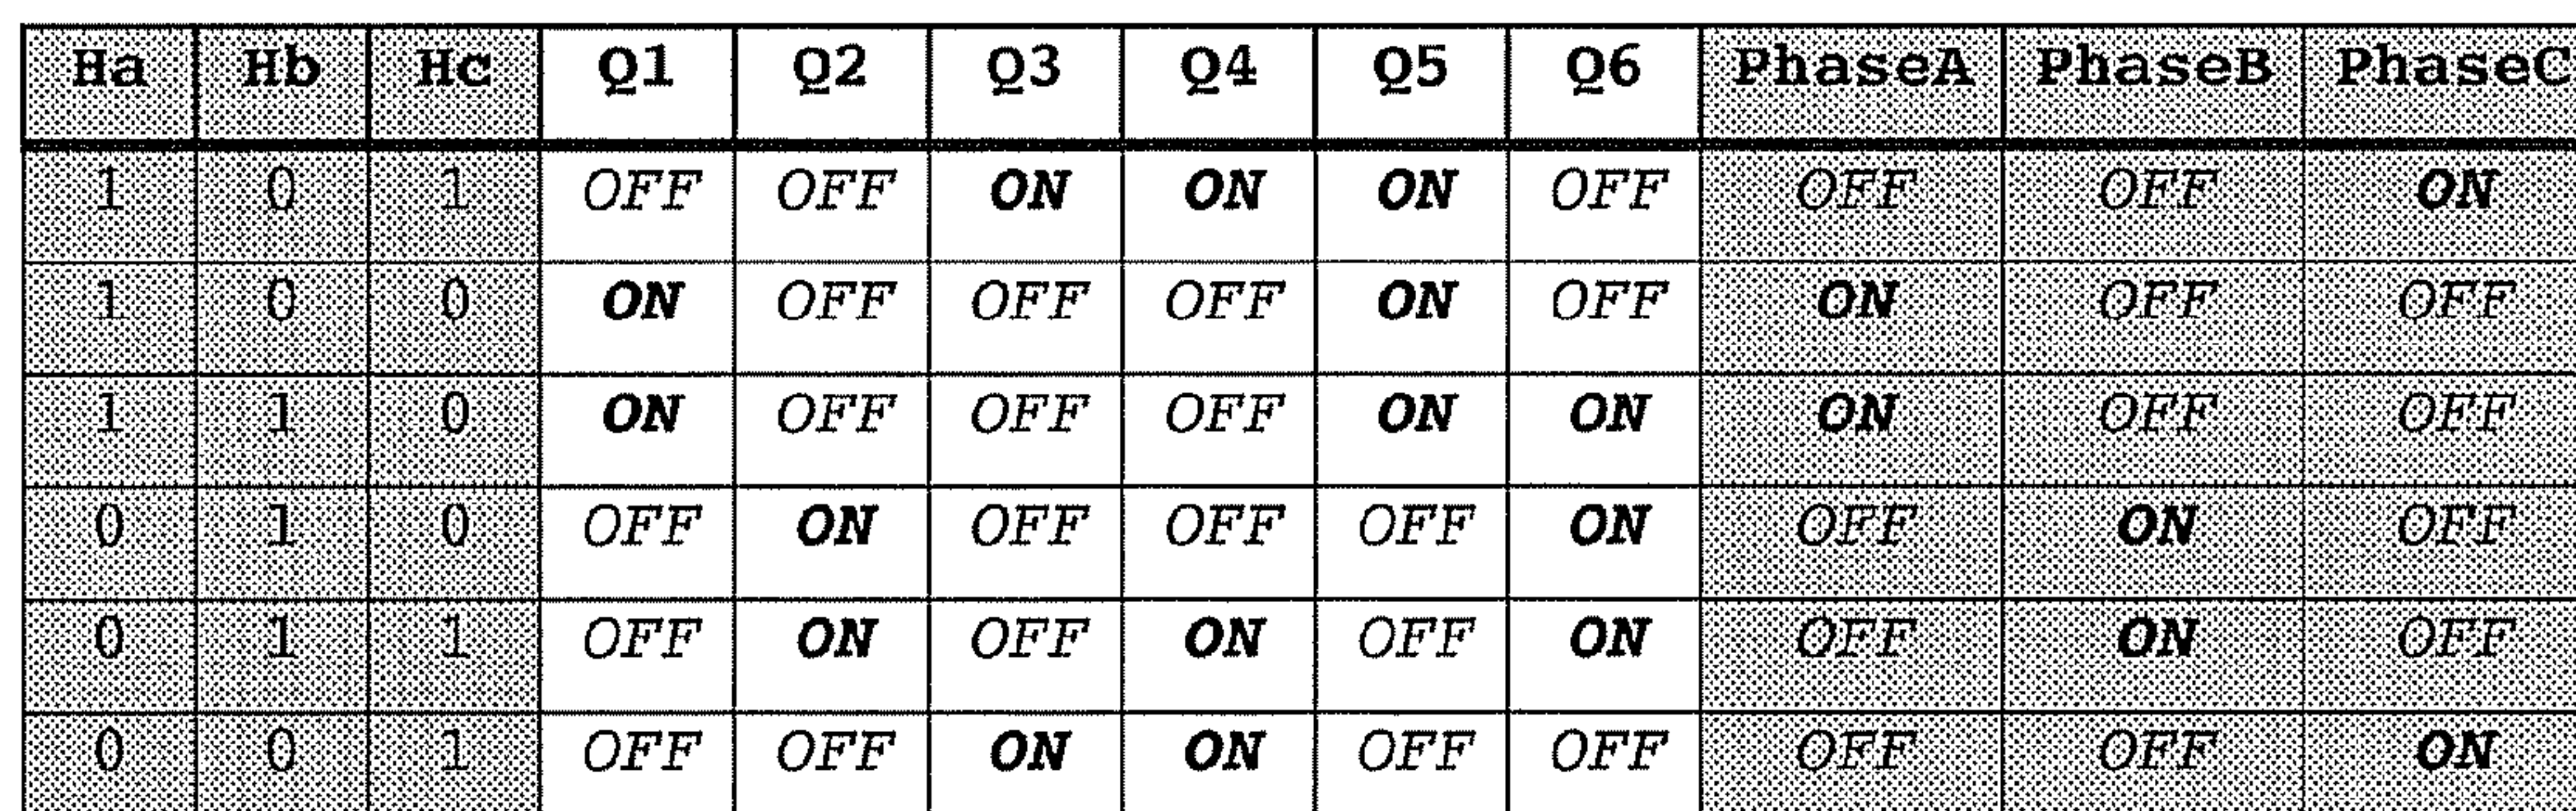 Ha Hb Hc Q1 Q2 Q3 Q4 Q5 Q6 PhaseA PhaseB PhaseC
1 0 1 OFF OFF ON ON ON OFF OFF OFF ON
1 0 0 ON OFF OFF OFF ON OFF ON OFF OFF
1 1 0 ON OFF OFF OFF ON ON ON OFF OFF
0 1 0 OFF ON OFF OFF OFF ON OFF ON OFF
0 1 1 OFF ON OFF ON OFF ON OFF ON OFF
0 0 1 OFF OFF ON ON OFF OFF OFF OFF ON